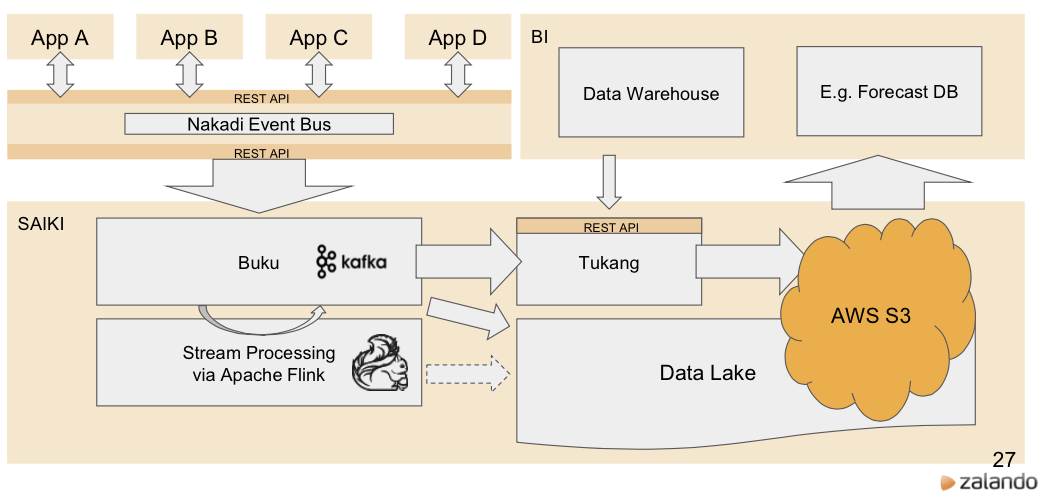 App A
App B
App C
App D
REST API
Nakadi Event Bus
REST API
BI
Data Warehouse
E.g. Forecast DB
SAIKI
Buku
kafka
REST API
Tukang
AWS S3
Stream Processing
via Apache Flink
Data Lake
27
zalando